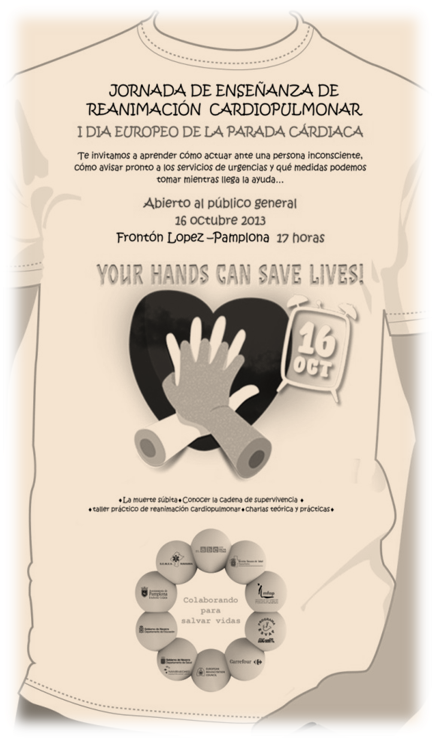 JORNADA DE ENSEÑANZA DE
REANIMACIÓN CARDIOPULMONAR
I DIA EUROPEO DE LA PARADA CÁRDIACA
Te invitamos a aprender cómo actuar ante una persona inconsciente,
cómo avisar pronto a los servicios de urgencias y qué medidas podemos
tomar mientras llega la ayuda...
Abierto al público general
16 octubre 2013
Frontón Lopez –Pamplona 17 horas
YOUR HANDS CAN SAVE LIVES!
16
OCT
♦La muerte súbita♦Conocer la cadena de supervivencia ♦
♦taller práctico de reanimación cardiopulmonar♦charlas teórica y prácticas♦
Colaborando
para
salvar vidas
Carrefour